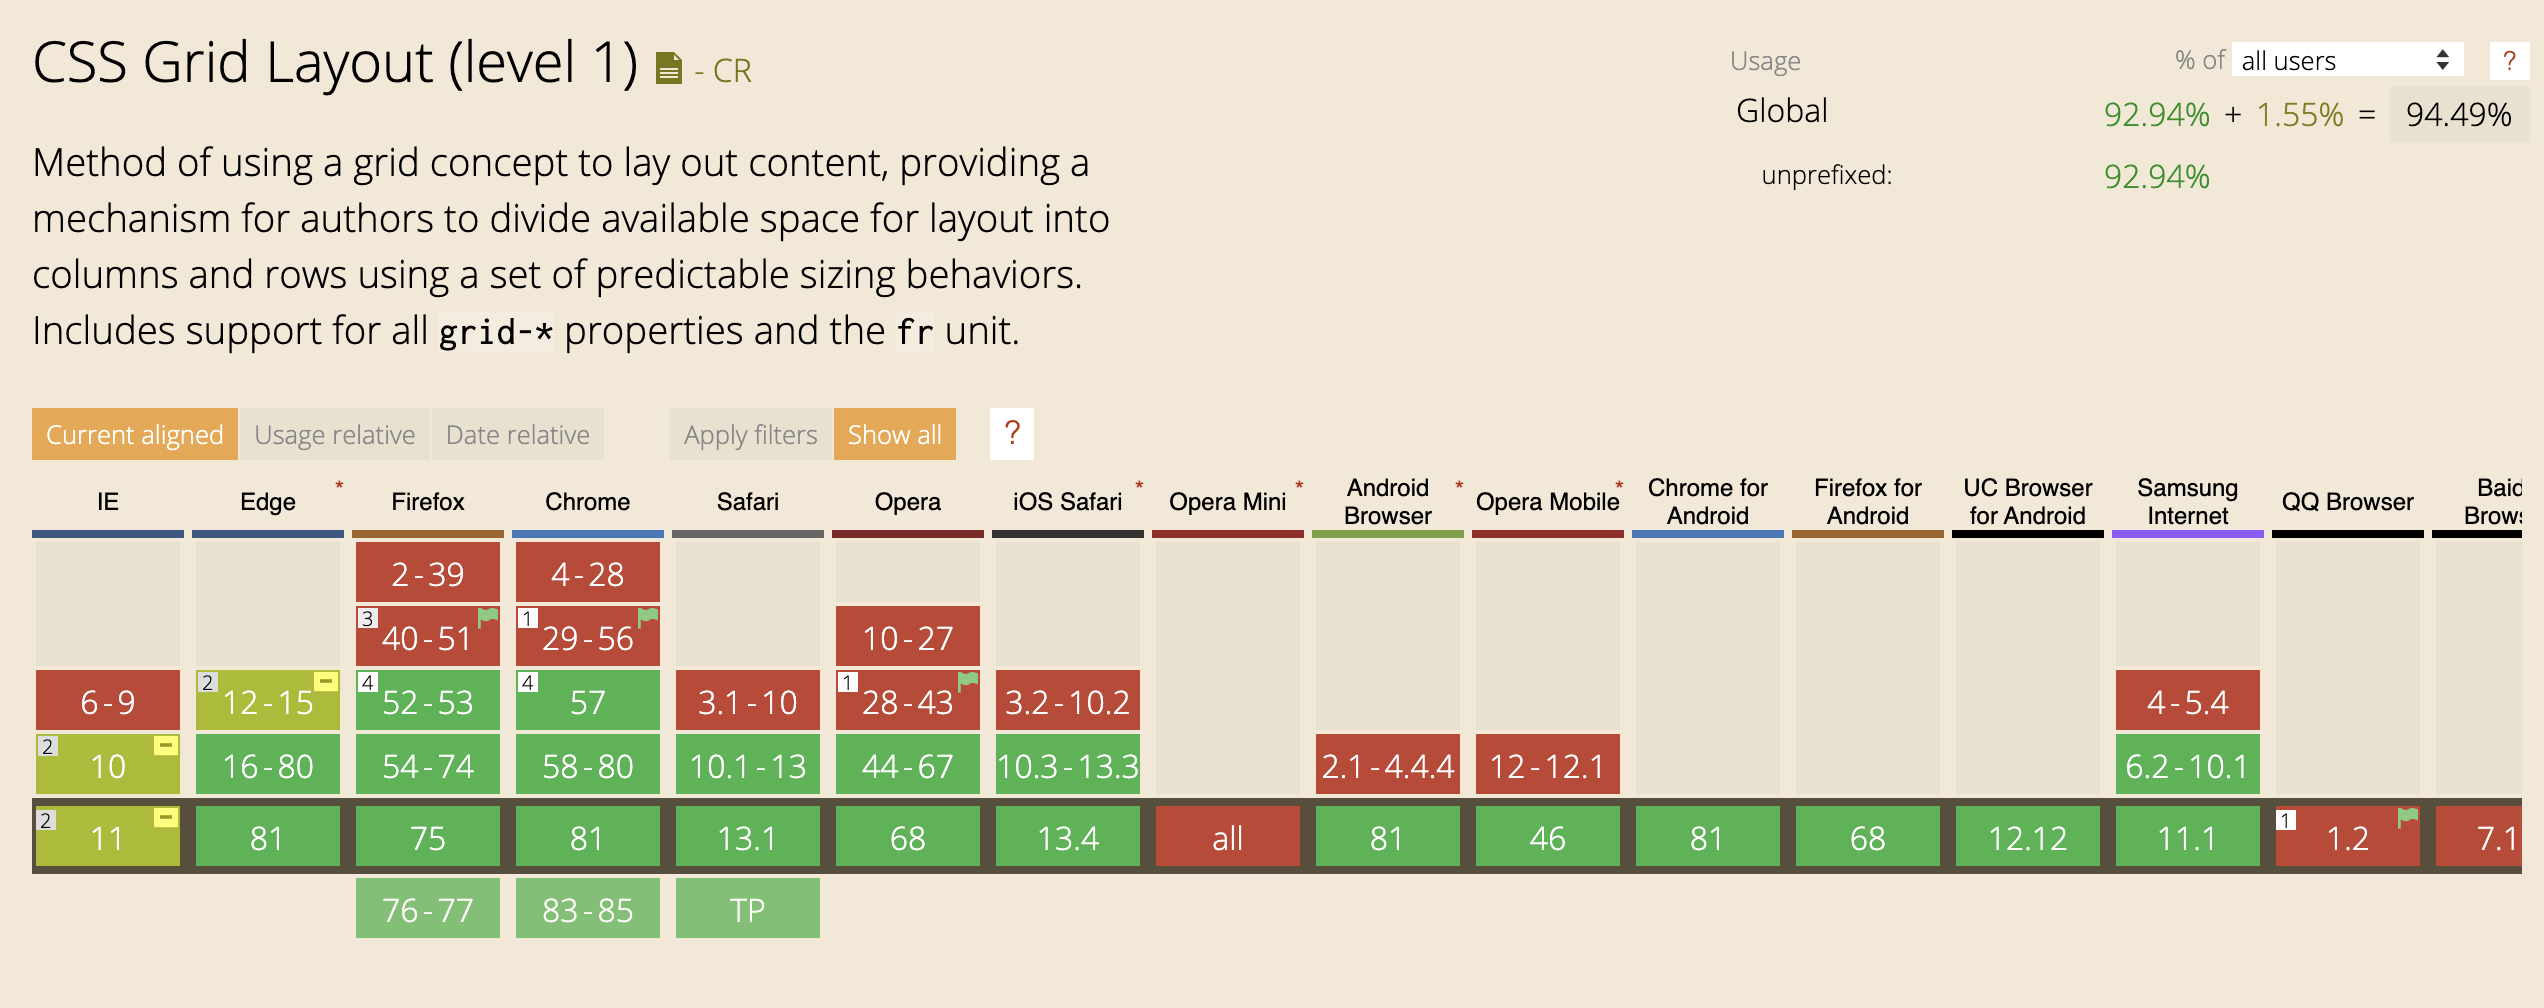 CSS Grid Layout (level 1) - CR
Usage % of all users ?
Global 92.94% + 1.55% = 94.49%
unprefixed: 92.94%
Method of using a grid concept to lay out content, providing a
mechanism for authors to divide available space for layout into
columns and rows using a set of predictable sizing behaviors.
Includes support for all grid-* properties and the fr unit.
Current aligned Usage relative Date relative Apply filters Show all ?
IE Edge * Firefox Chrome Safari Opera iOS Safari * Opera Mini * Android Browser * Opera Mobile * Chrome for Android Firefox for Android UC Browser for Android Samsung Internet QQ Browser Baid Brows
2-39 4-28
3 40-51 1 29-56 10-27
6-9 2 12-15 4 52-53 4 57 3.1-10 1 28-43 3.2-10.2 4-5.4
2 10 16-80 54-74 58-80 10.1-13 44-67 10.3-13.3 2.1-4.4.4 12-12.1 6.2-10.1
2 11 81 75 81 13.1 68 13.4 all 81 46 81 68 12.12 11.1 1 1.2 7.1
76-77 83-85 TP